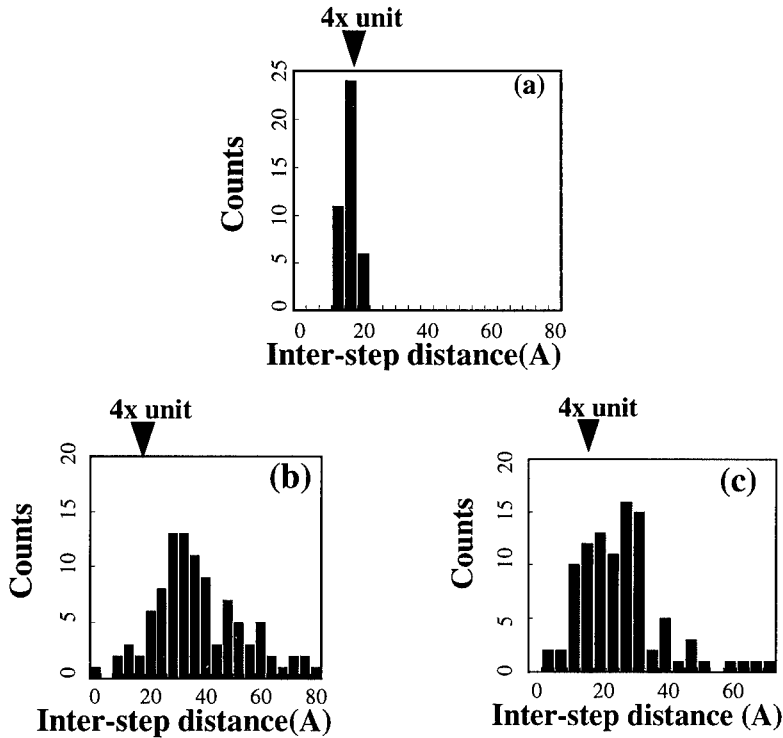 4x unit
(a)
25
20
15
10
5
0
Counts
0 20 40 60 80
Inter-step distance(A)
4x unit
(b)
20
15
10
5
0
Counts
0 20 40 60 80
Inter-step distance(A)
4x unit
(c)
20
15
10
5
0
Counts
0 20 40 60
Inter-step distance (A)